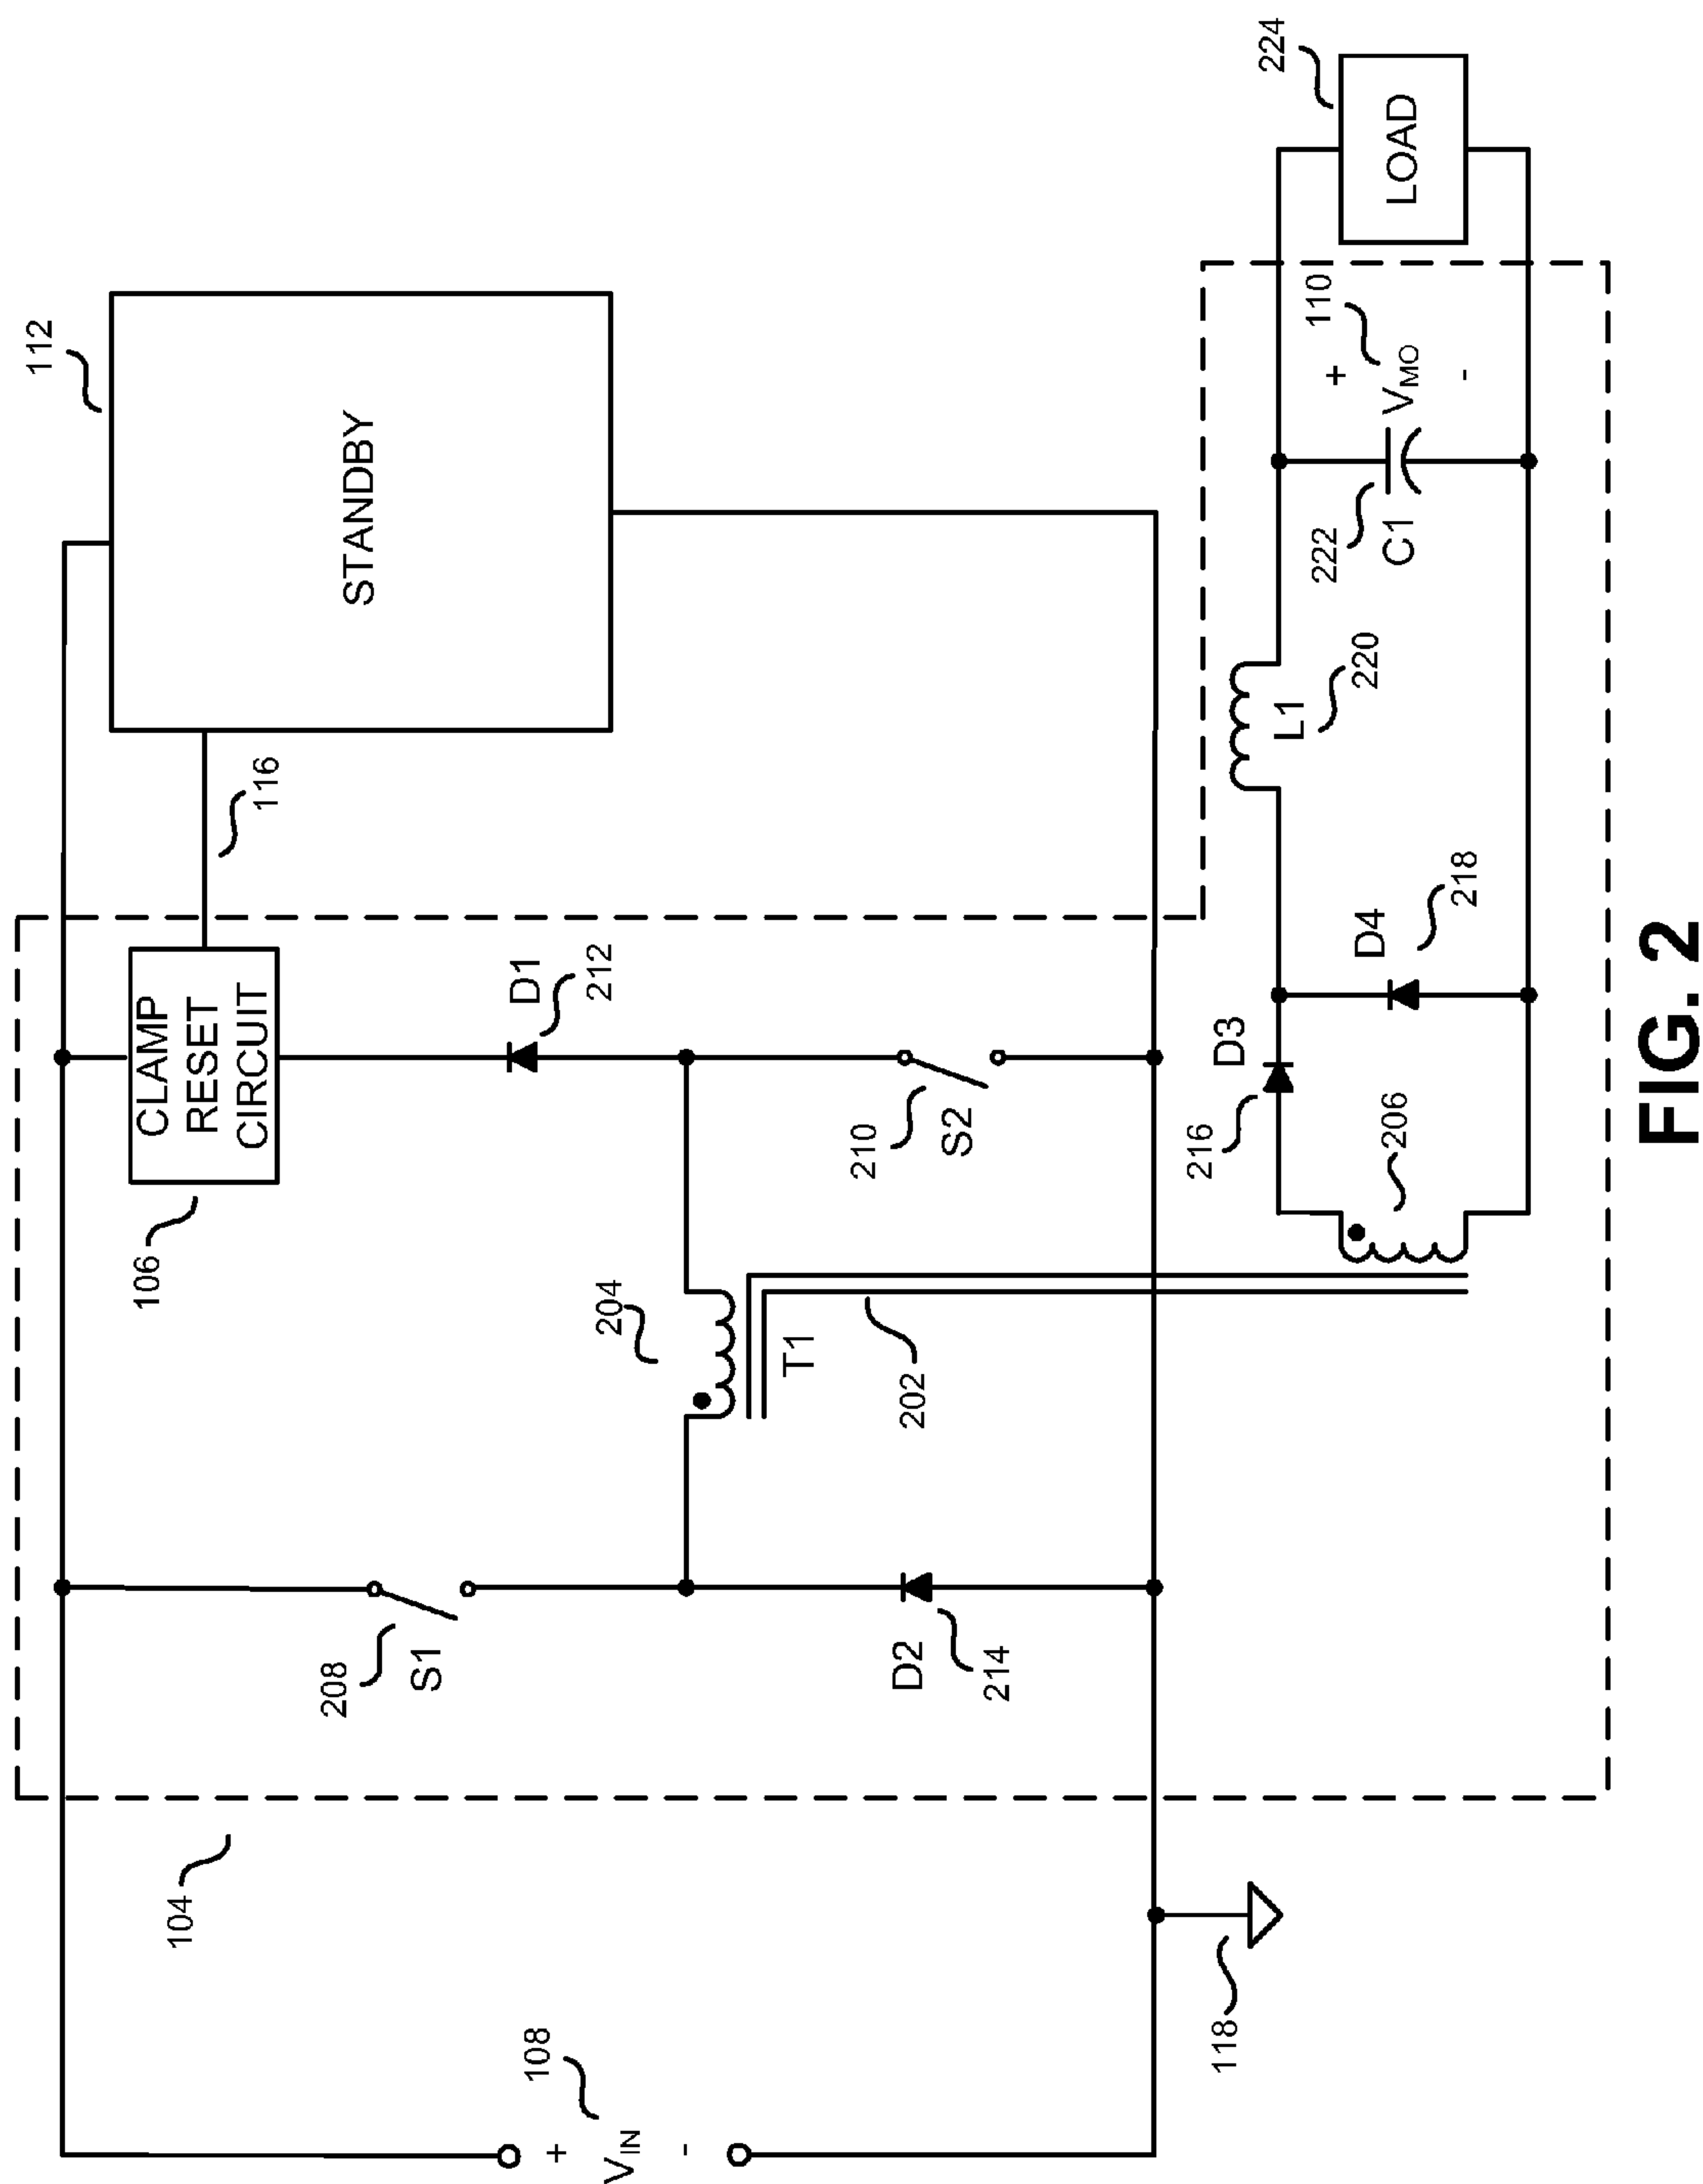 104
106
CLAMP
RESET
CIRCUIT
116
112
STANDBY
108
+
VIN
-
208
S1
D1
212
204
T1
202
210
S2
D2
214
118
216
D3
206
D4
218
L1
220
222
C1
+
VMO
-
110
224
LOAD
FIG. 2